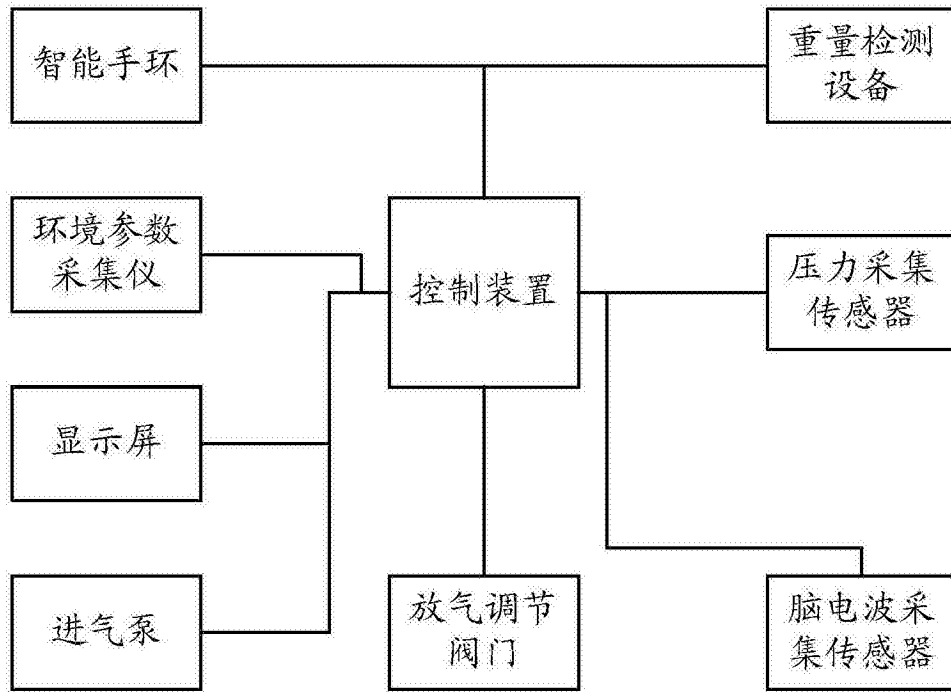 智能手环
重量检测
设备
环境参数
采集仪
控制装置
压力采集
传感器
显示屏
进气泵
放气调节
阀门
脑电波采
集传感器